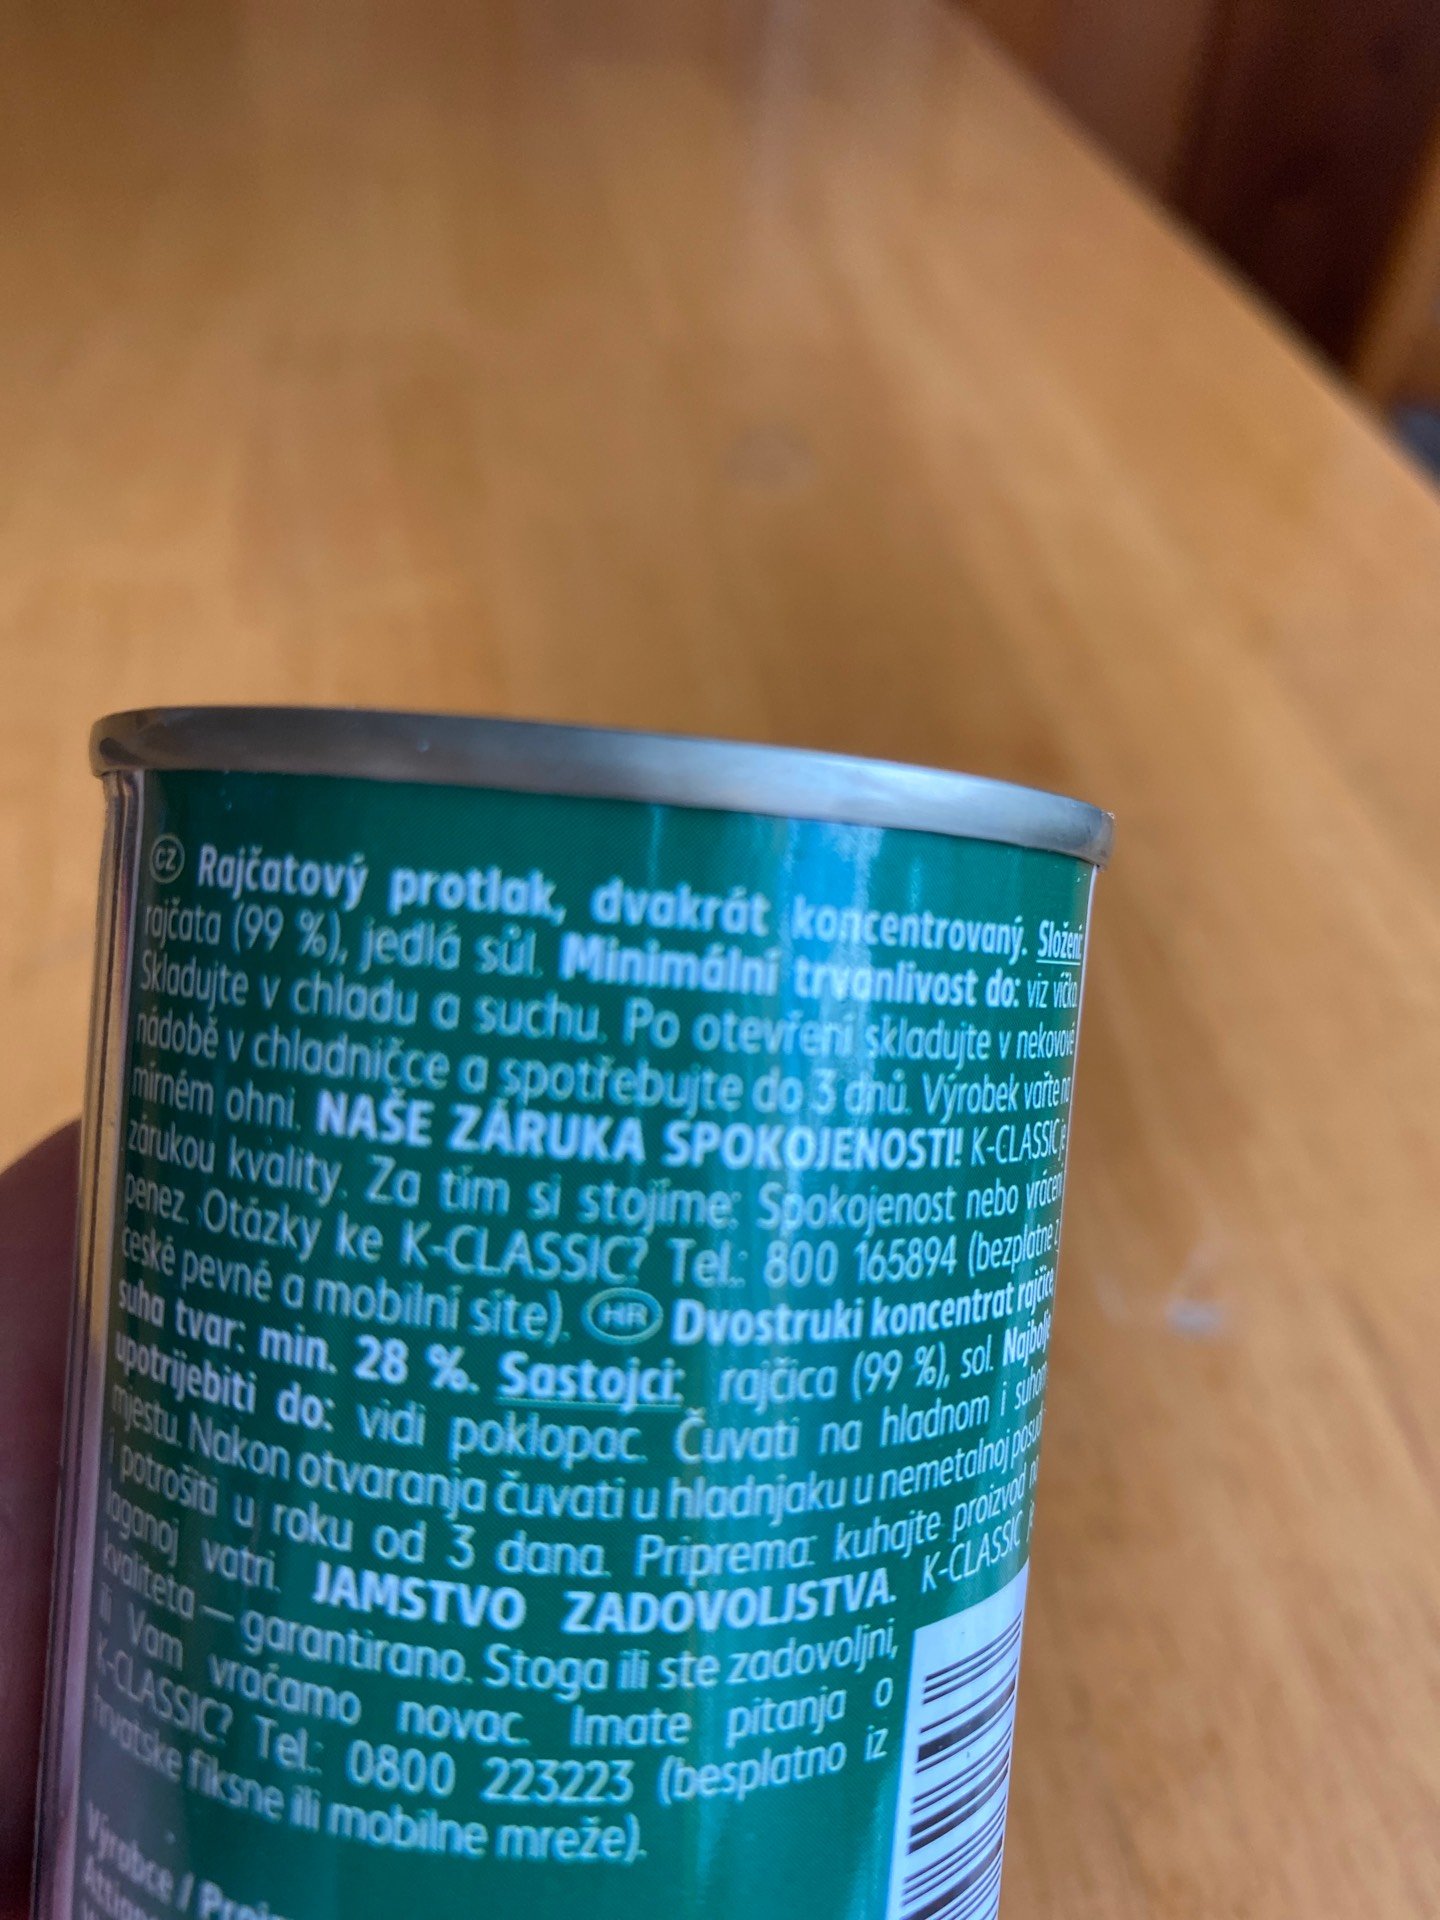 CZ Rajčatový protlak, dvakrát koncentrovaný. Složení:
rajčata (99 %), jedlá sůl. Minimální trvanlivost do: viz víčko.
Skladujte v chladu a suchu. Po otevření skladujte v nekovové
nádobě v chladničce a spotřebujte do 3 dnů. Výrobek vařte na
mírném ohni. NAŠE ZÁRUKA SPOKOJENOSTI! K-CLASSIC je
zárukou kvality. Za tím si stojíme: Spokojenost nebo vrácení
penez. Otázky ke K-CLASSIC? Tel.: 800 165894 (bezplatně z
české pevné a mobilní sítě). HR Dvostruki koncentrat rajčice,
suha tvar: min. 28 %. Sastojci: rajčica (99 %), sol. Najbolje
upotrijebiti do: vidi poklopac. Čuvati na hladnom i suhom
mjestu. Nakon otvaranja čuvati u hladnjaku u nemetalnoj posudi
i potrošiti u roku od 3 dana. Priprema: kuhajte proizvod na
laganoj vatri. JAMSTVO ZADOVOLJSTVA. K-CLASSIC je
kvaliteta – garantirano. Stoga ili ste zadovoljni,
ili Vam vraćamo novac. Imate pitanja o
K-CLASSIC? Tel.: 0800 223223 (besplatno iz
hrvatske fiksne ili mobilne mreže).
Výrobce /